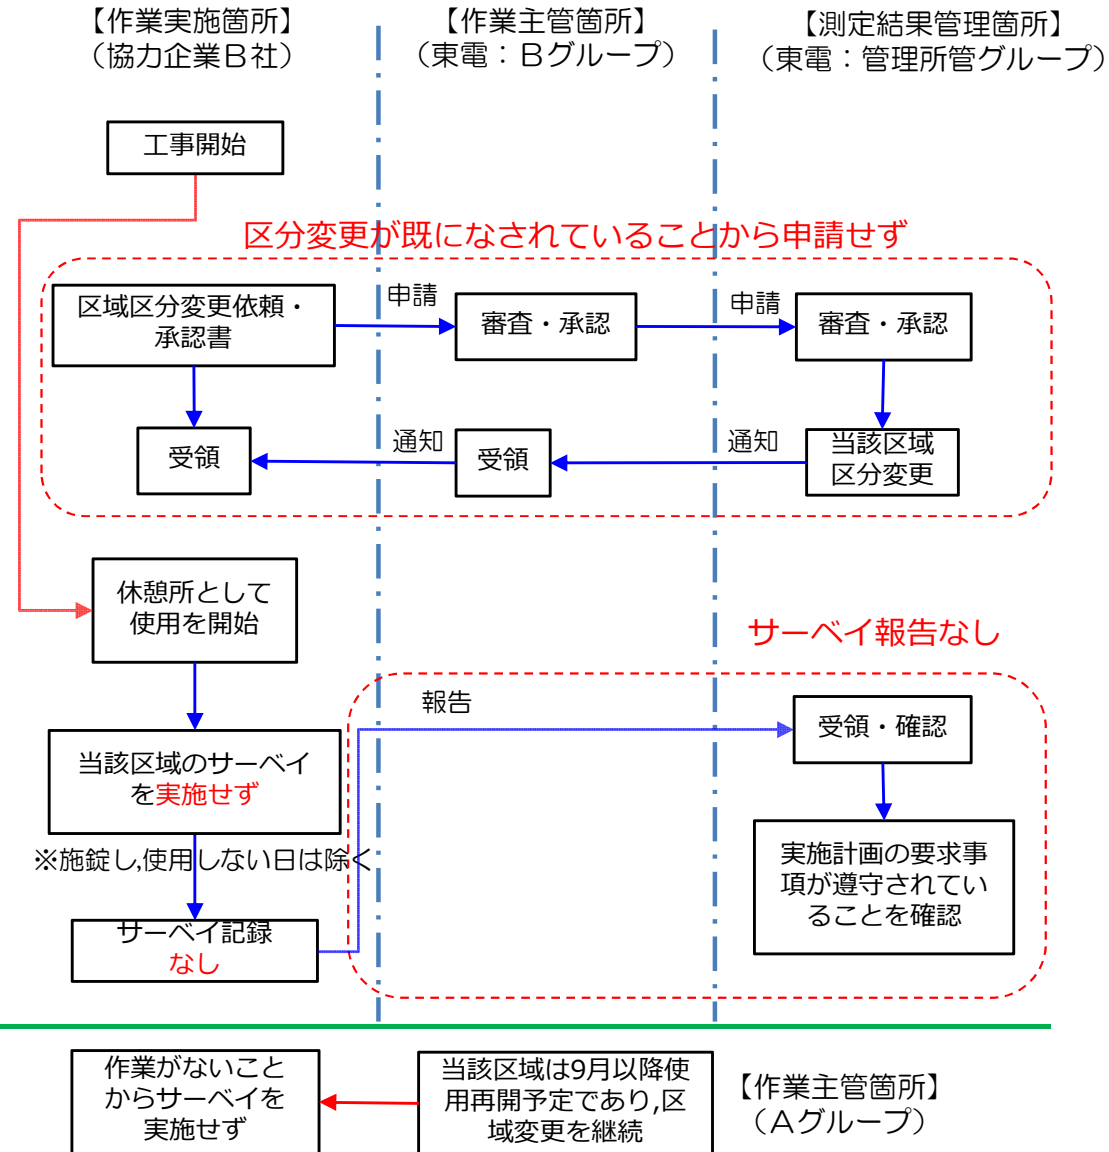 【作業実施箇所】
（協力企業Ｂ社）
【作業主管箇所】
（東電：Ｂグループ）
【測定結果管理箇所】
（東電：管理所管グループ）
工事開始
区分変更が既になされていることから申請せず
区域区分変更依頼・
承認書
申請
審査・承認
申請
審査・承認
受領
通知
受領
通知
当該区域
区分変更
休憩所として
使用を開始
サーベイ報告なし
報告
受領・確認
当該区域のサーベイ
を実施せず
※施錠し,使用しない日は除く
実施計画の要求事
項が遵守されてい
ることを確認
サーベイ記録
なし
作業がないこと
からサーベイを
実施せず
当該区域は9月以降使
用再開予定であり,区
域変更を継続
【作業主管箇所】
（Ａグループ）